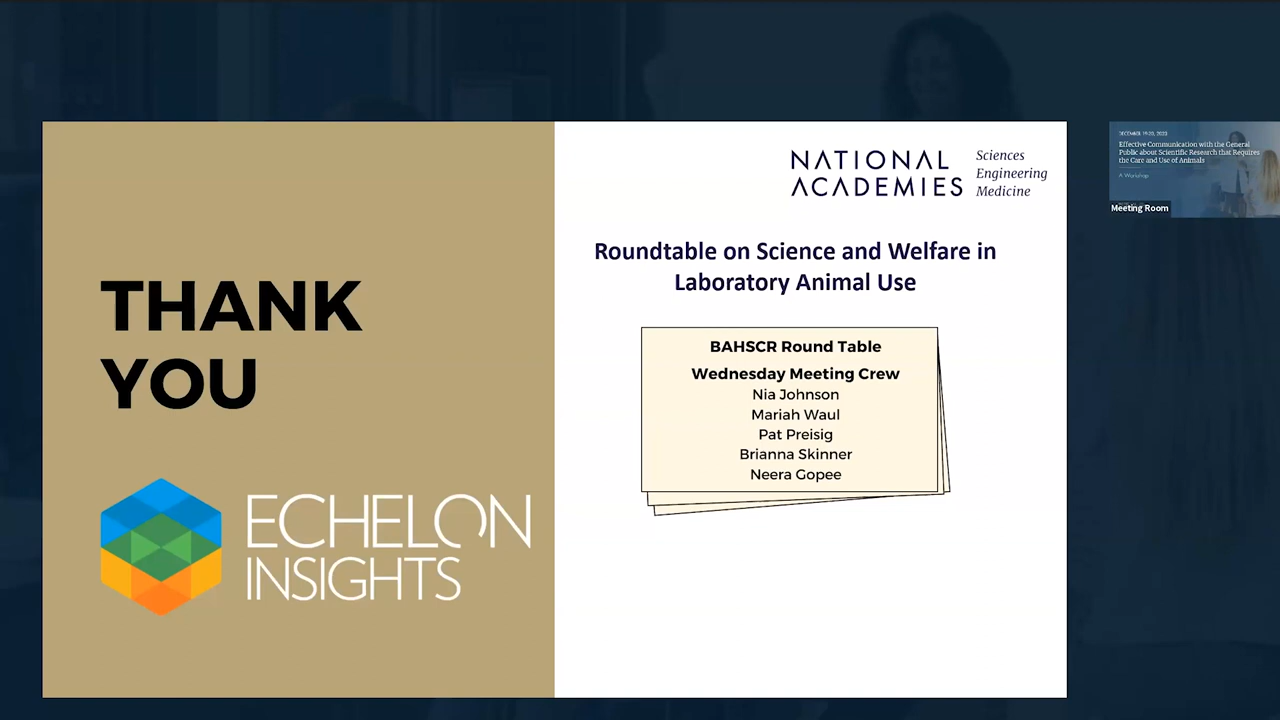 THANK
YOU
ECHELON
INSIGHTS
NATIONAL
ACADEMIES
Sciences
Engineering
Medicine
Roundtable on Science and Welfare in
Laboratory Animal Use
BAHSCR Round Table
Wednesday Meeting Crew
Nia Johnson
Mariah Waul
Pat Preisig
Brianna Skinner
Neera Gopee
Effective Communication with the General
Public about Scientific Research that Requires
the Care and Use of Animals
A Workshop
Meeting Room